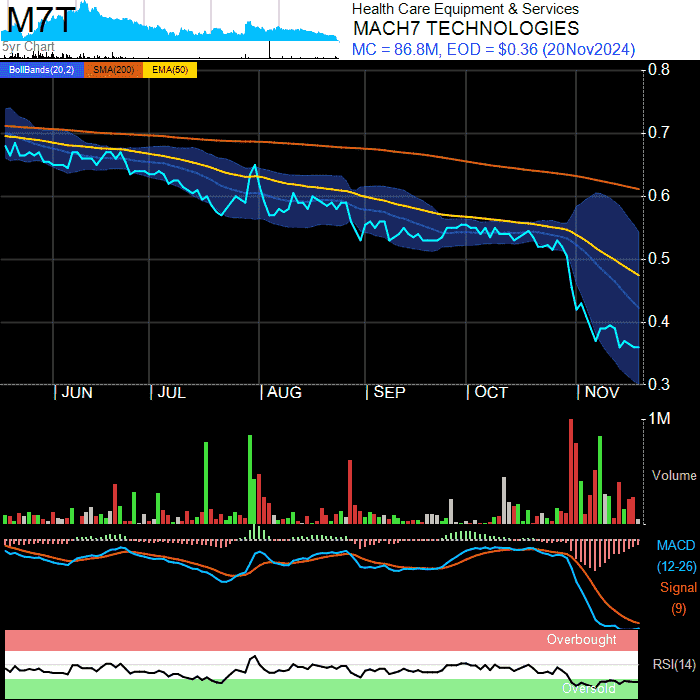 M7T
5yr Chart
Health Care Equipment & Services
MACH7 TECHNOLOGIES
MC = 86.8M, EOD = $0.36 (20Nov2024)
BollBands(20,2) SMA(200) EMA(50)
0.8
0.7
0.6
0.5
0.4
0.3
JUN JUL AUG SEP OCT NOV
1M
Volume
MACD
(12-26)
Signal
(9)
Overbought
RSI(14)
Oversold